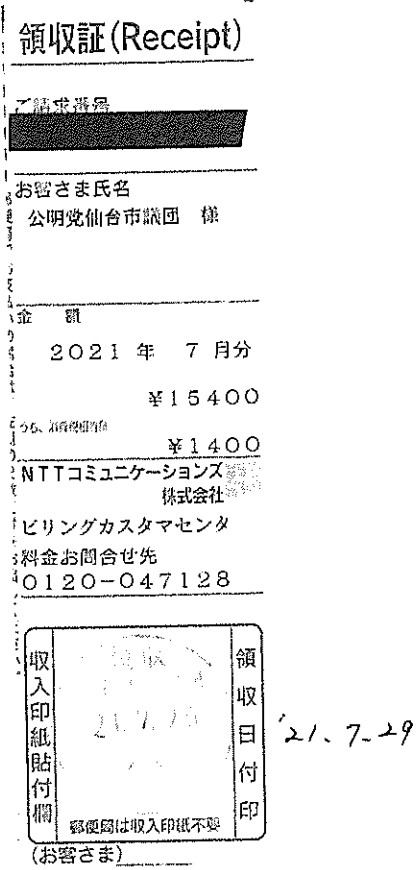 領収証(Receipt)
ご請求番号
お客さま氏名
公明党仙台市議団 様
金 額
2021 年 7 月分
¥15400
うち、消費税相当額
¥1400
NTTコミュニケーションズ
株式会社
ビリングカスタマセンタ
料金お問合せ先
0120-047128
収入印紙貼付欄
領収日付印
'21.7.29
郵便局は収入印紙不要
(お客さま)